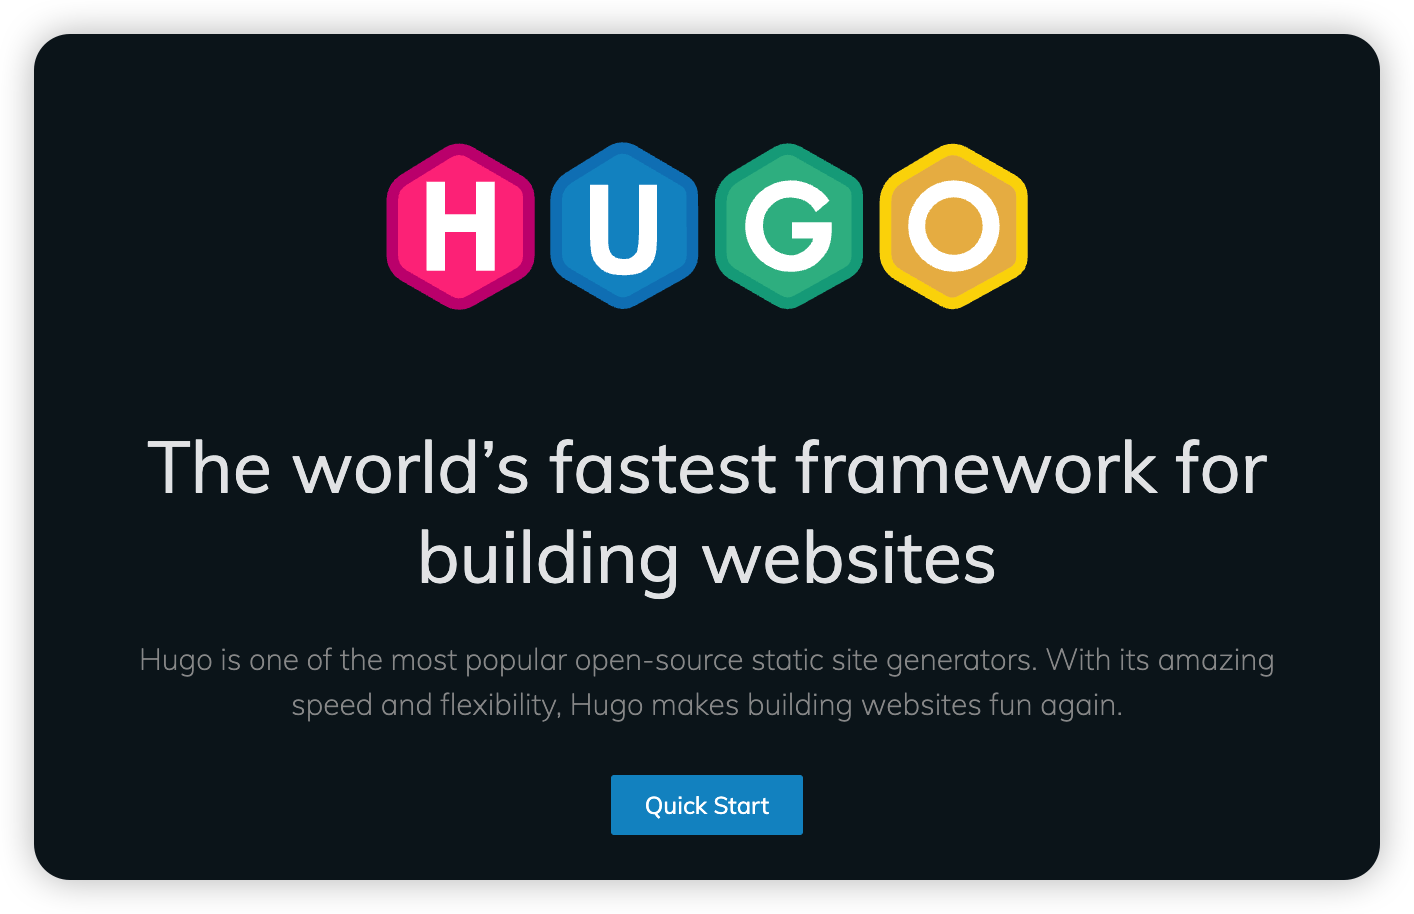 HUGO
The world’s fastest framework for
building websites
Hugo is one of the most popular open-source static site generators. With its amazing
speed and flexibility, Hugo makes building websites fun again.
Quick Start